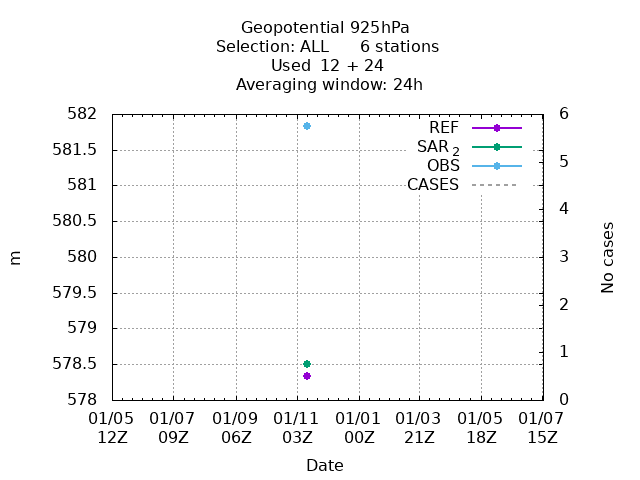 Geopotential 925hPa
Selection: ALL      6 stations
Used  12 + 24
Averaging window: 24h
582
581.5
581
580.5
580
579.5
579
578.5
578
m
6
5
4
3
2
1
0
No cases
REF
SAR 2
OBS
CASES
01/05 01/07 01/09 01/11 01/01 01/03 01/05 01/07
12Z 09Z 06Z 03Z 00Z 21Z 18Z 15Z
Date